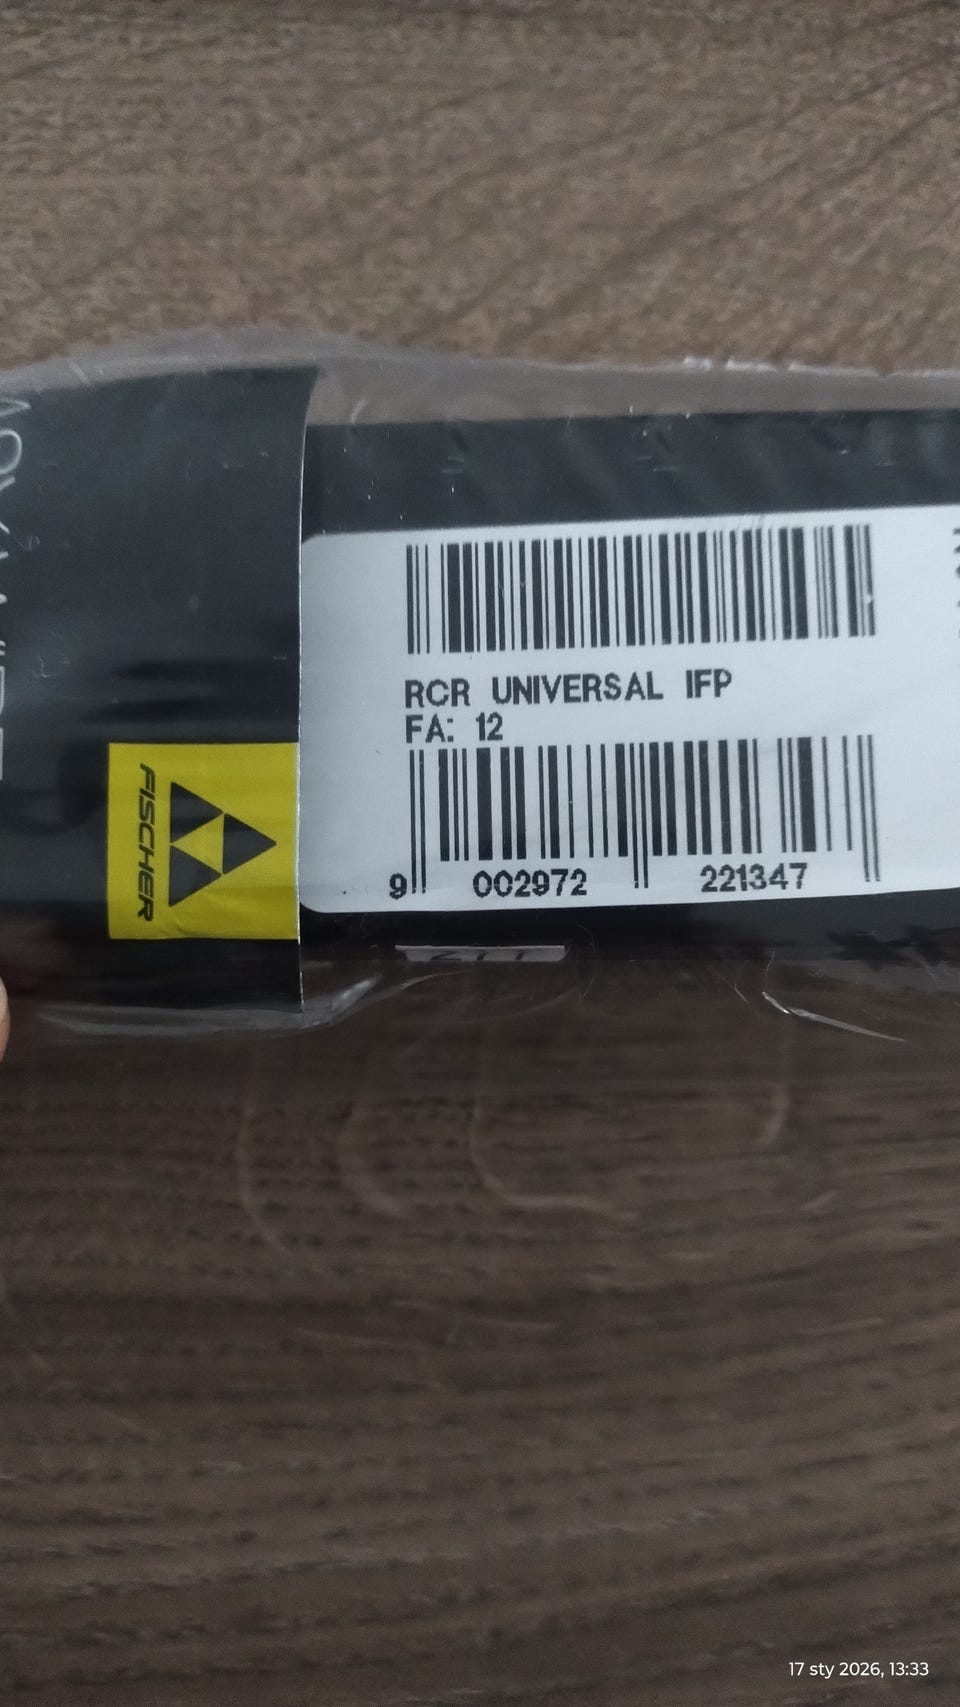 RCR UNIVERSAL IFP
FA: 12
9 002972 221347
FISCHER
17 sty 2026, 13:33